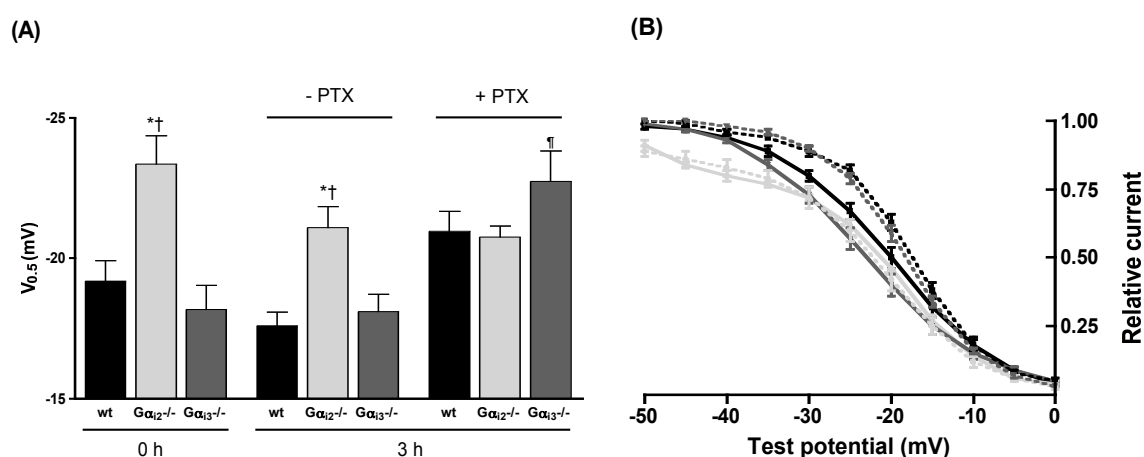 (A)
- PTX
+ PTX
-25
-20
-15
V0.5 (mV)
*†
*†
¶
wt
Gαi2-/-
Gαi3-/-
wt
Gαi2-/-
Gαi3-/-
wt
Gαi2-/-
Gαi3-/-
0 h
3 h
(B)
1.00
0.75
0.50
0.25
Relative current
-50
-40
-30
-20
-10
0
Test potential (mV)